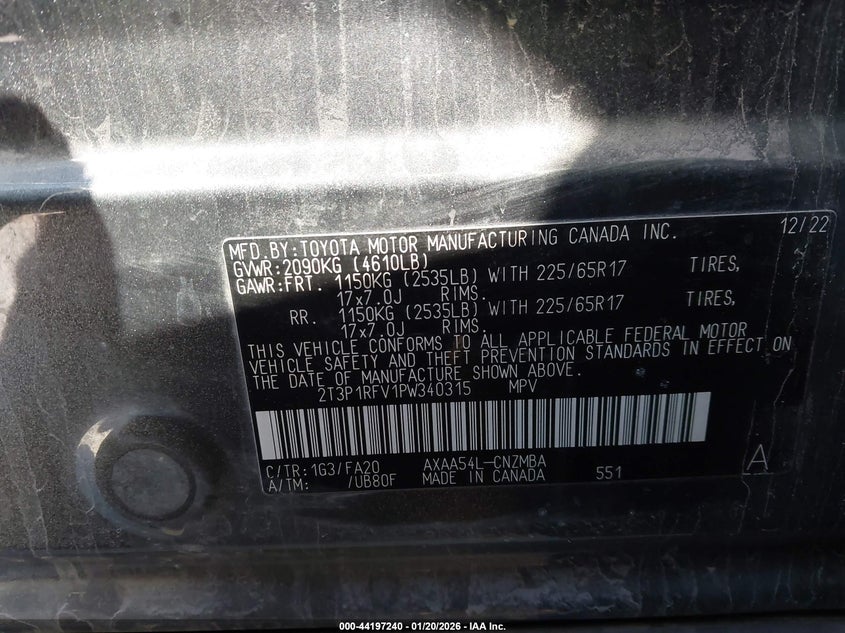 MFD.BY:TOYOTA MOTOR MANUFACTURING CANADA INC. 12/22
GVWR:2090KG (4610LB)
GAWR:FRT. 1150KG (2535LB) WITH 225/65R17 TIRES,
17x7.0J RIMS.
RR. 1150KG (2535LB) WITH 225/65R17 TIRES,
17x7.0J RIMS.
THIS VEHICLE CONFORMS TO ALL APPLICABLE FEDERAL MOTOR
VEHICLE SAFETY AND THEFT PREVENTION STANDARDS IN EFFECT ON
THE DATE OF MANUFACTURE SHOWN ABOVE.
2T3P1RFV1PW340315 MPV
C/TR:1G3/FA20 AXAA54L-CNZMBA A
A/TM: /UB80F MADE IN CANADA 551
000-44197240 - 01/20/2026 - IAA Inc.